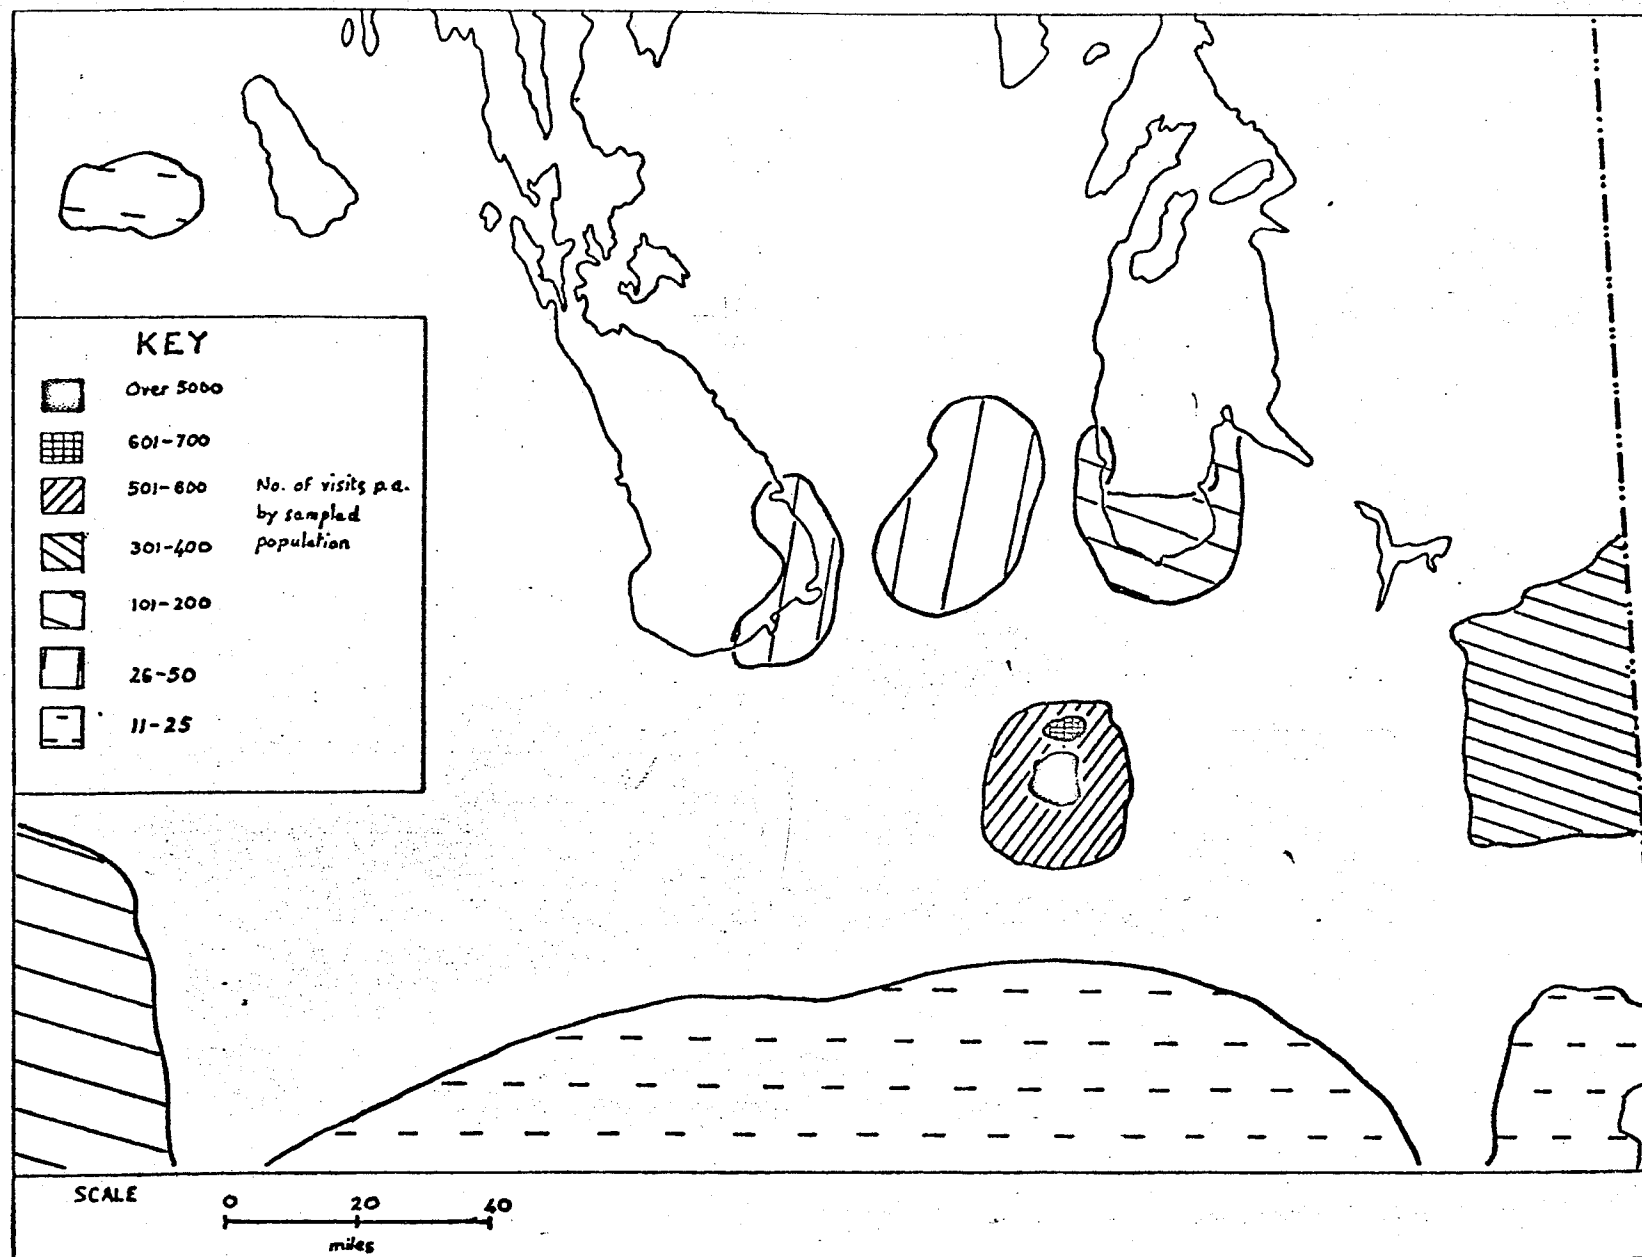 KEY
Over 5000
601-700
501-600
301-400
101-200
26-50
11-25
No. of visits p.a.
by sampled
population
SCALE
0 20 40
miles